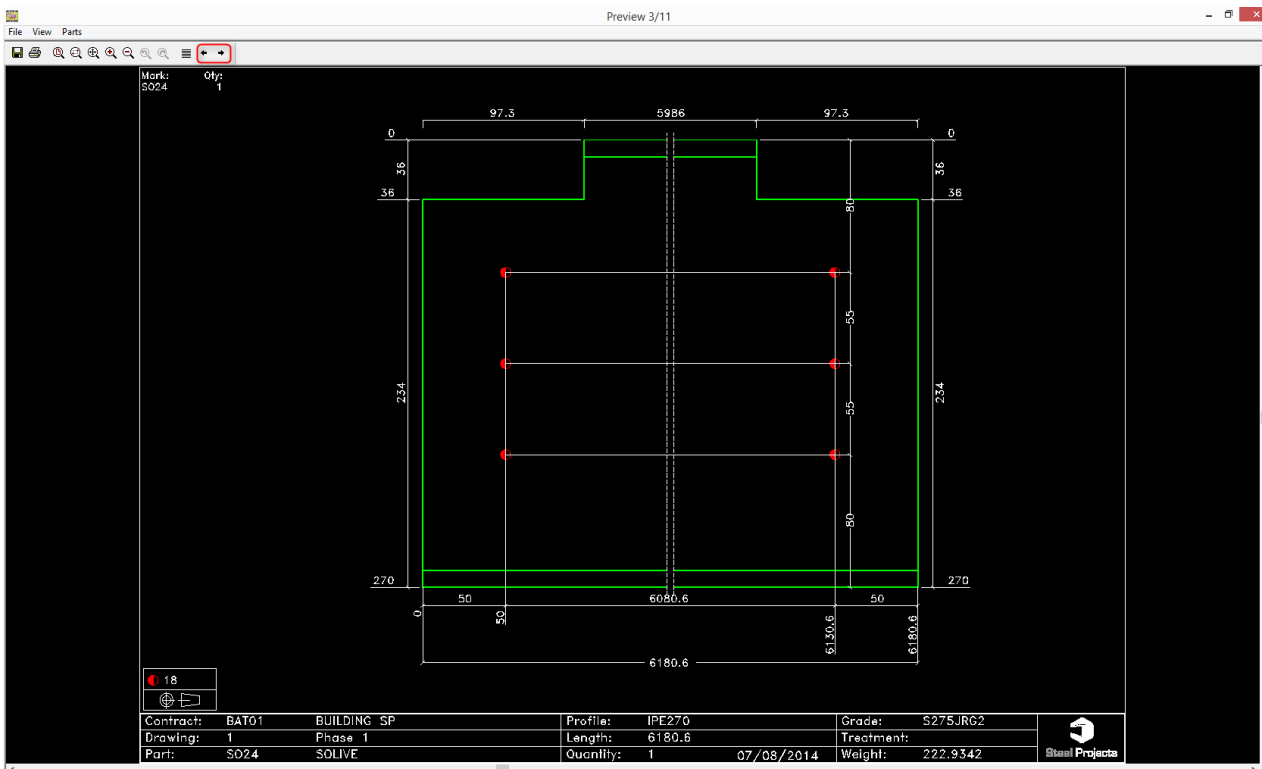 Preview 3/11
File View Parts
Mark: Qty:
SO24 1
97.3 5986 97.3
0 0
36 36
36 36
80
55
234 55 234
80
270 270
50 6080.6 50
0 50 6130.6 6180.6
6180.6
18
Contract: BAT01 BUILDING SP Profile: IPE270 Grade: S275JRG2
Drawing: 1 Phase 1 Length: 6180.6 Treatment:
Part: SO24 SOLIVE Quantity: 1 07/08/2014 Weight: 222.9342
Steel Projects